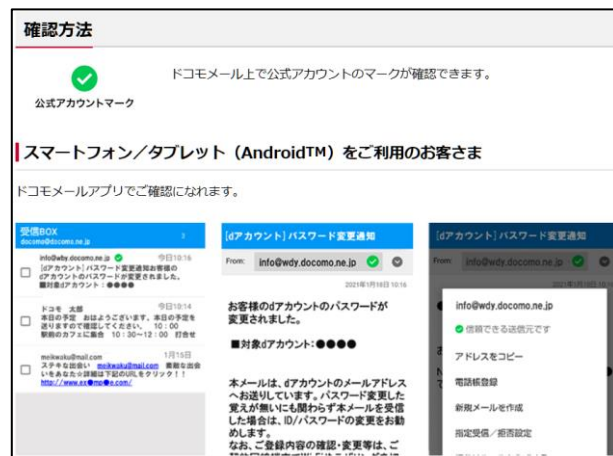 確認方法
ドコモメール上で公式アカウントのマークが確認できます。
公式アカウントマーク
スマートフォン/タブレット（Android™）をご利用のお客さま
ドコモメールアプリでご確認になれます。
受信BOX
docomo@docomo.ne.jp
info@wby.docomo.ne.jp 今日10:16
[dアカウント] パスワード変更通知お客様の
dアカウントのパスワードが変更されました。
■対象dアカウント：●●●●
ドコモ 太郎 今日10:14
本日の予定 おはようございます。本日の予定を
送りますので確認してください。 10：00
駅前のカフェに集合 10：30～12：00 打合せ
meikwaku@mail.com 1月15日
ステキな出会い meikwaku@mail.com 素敵な出会
いをあなた☆詳細は下記のURLをクリック！！
http://www.ex●mp●e.com/
[dアカウント] パスワード変更通知
From: info@wdy.docomo.ne.jp
2021年1月18日 10:16
お客様のdアカウントのパスワードが
変更されました。
■対象dアカウント：●●●●
本メールは、dアカウントのメールアドレス
へお送りしています。パスワード変更した
覚えが無いにも関わらず本メールを受信
した場合は、ID/パスワードの変更をお勧
めします。
なお、ご登録内容の確認・変更等は、ご
[dアカウント] パスワード変更通知
From: info@wdy.docomo.ne.jp
2021年1月18日 10:16
info@wdy.docomo.ne.jp
信頼できる送信元です
アドレスをコピー
電話帳登録
新規メールを作成
指定受信／拒否設定